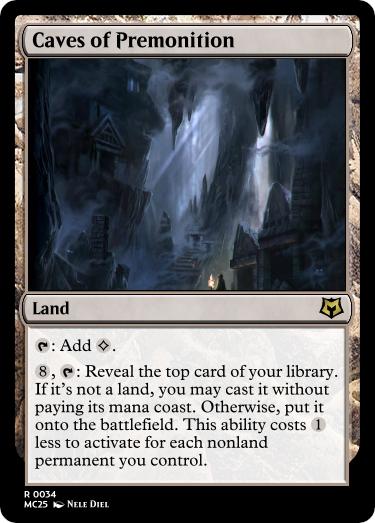 Caves of Premonition
Land
: Add .
8, : Reveal the top card of your library.
If it's not a land, you may cast it without
paying its mana coast. Otherwise, put it
onto the battlefield. This ability costs 1
less to activate for each nonland
permanent you control.
R 0034
MC25 Nele Diel